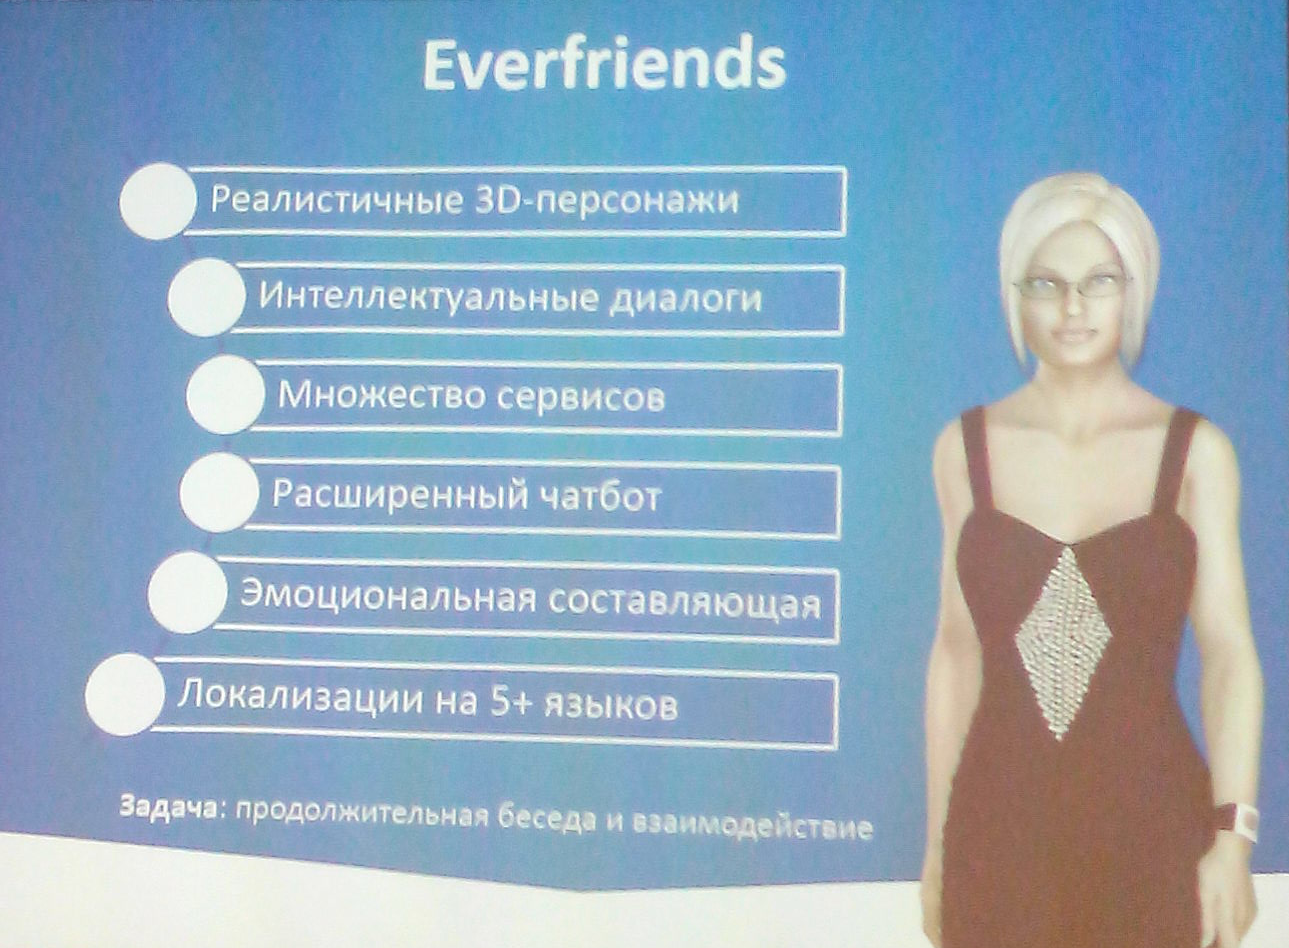 Everfriends
Реалистичные 3D-персонажи
Интеллектуальные диалоги
Множество сервисов
Расширенный чатбот
Эмоциональная составляющая
Локализации на 5+ языков
Задача: продолжительная беседа и взаимодействие